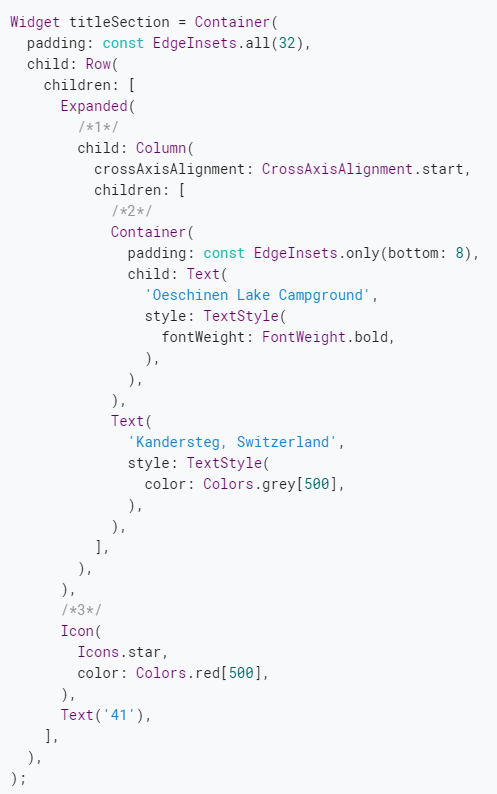 Widget titleSection = Container(
  padding: const EdgeInsets.all(32),
  child: Row(
    children: [
      Expanded(
        /*1*/
        child: Column(
          crossAxisAlignment: CrossAxisAlignment.start,
          children: [
            /*2*/
            Container(
              padding: const EdgeInsets.only(bottom: 8),
              child: Text(
                'Oeschinen Lake Campground',
                style: TextStyle(
                  fontWeight: FontWeight.bold,
                ),
              ),
            ),
            Text(
              'Kandersteg, Switzerland',
              style: TextStyle(
                color: Colors.grey[500],
              ),
            ),
          ],
        ),
      ),
      /*3*/
      Icon(
        Icons.star,
        color: Colors.red[500],
      ),
      Text('41'),
    ],
  ),
);